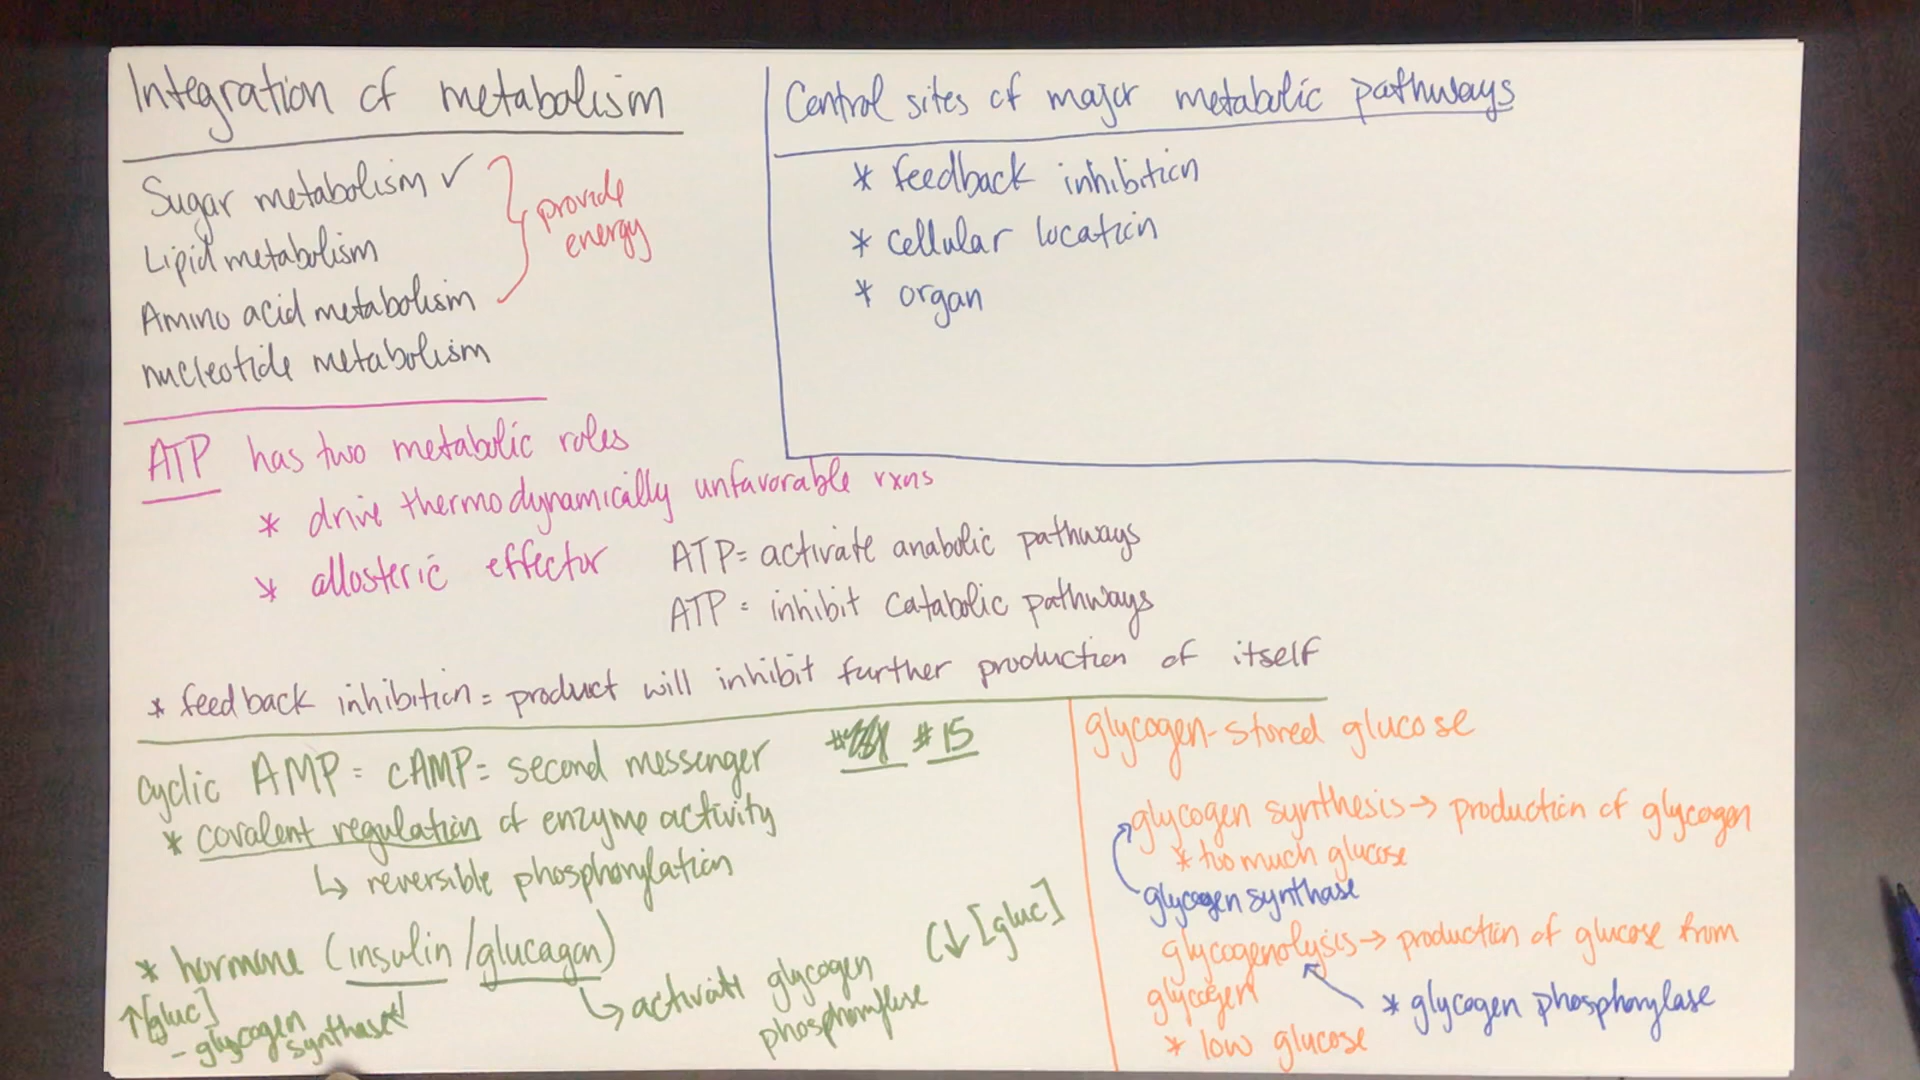 Integration of metabolism
Sugar metabolism ✓
Lipid metabolism
Amino acid metabolism
nucleotide metabolism
provide
energy
Control sites of major metabolic pathways
* feedback inhibition
* cellular location
* organ
ATP has two metabolic roles
* drive thermodynamically unfavorable rxns
* allosteric effector
ATP = activate anabolic pathways
ATP = inhibit catabolic pathways
* feedback inhibition = product will inhibit further production of itself
cyclic AMP = cAMP = second messenger
#15
* covalent regulation of enzyme activity
↳ reversible phosphorylation
* hormone (insulin/glucagon)
↑[gluc]
- glycogen
synthase
↳ activate glycogen
phosphorylase
(↓ [gluc]
glycogen - stored glucose
glycogen synthesis → production of glycogen
* too much glucose
glycogen synthase
glycogenolysis → production of glucose from
glycogen
* glycogen phosphorylase
* low glucose